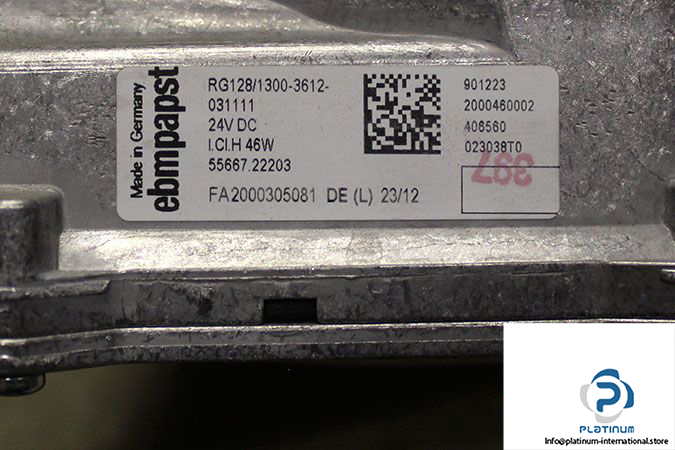 Made in Germany
ebmpapst
RG128/1300-3612-
031111
24V DC
I.Cl.H 46W
55667.22203
FA2000305081 DE (L) 23/12
901223
2000460002
406560
023038T0
397
PLATINUM
Info@platinum-international.store